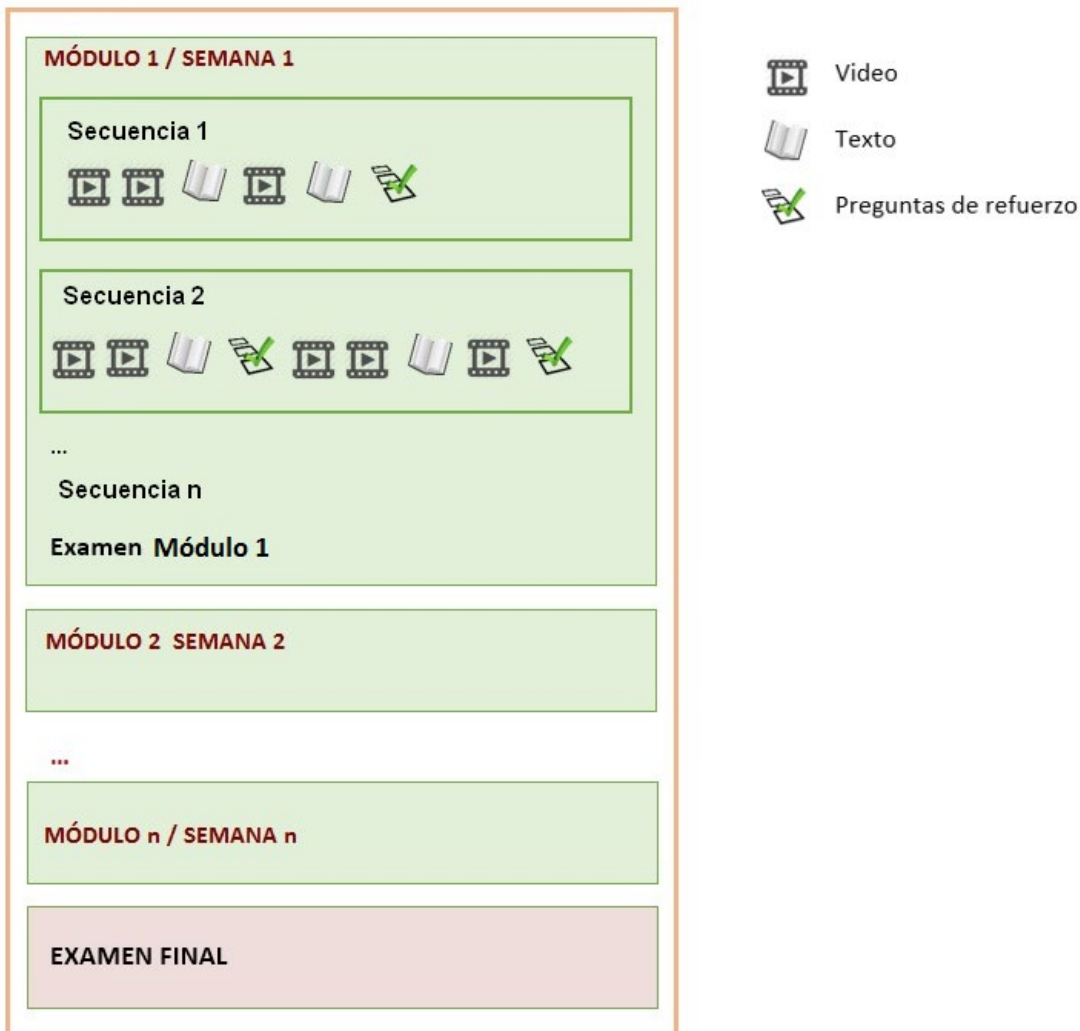 MÓDULO 1 / SEMANA 1
Secuencia 1
Secuencia 2
...
Secuencia n
Examen Módulo 1
MÓDULO 2 SEMANA 2
...
MÓDULO n / SEMANA n
EXAMEN FINAL
Video
Texto
Preguntas de refuerzo